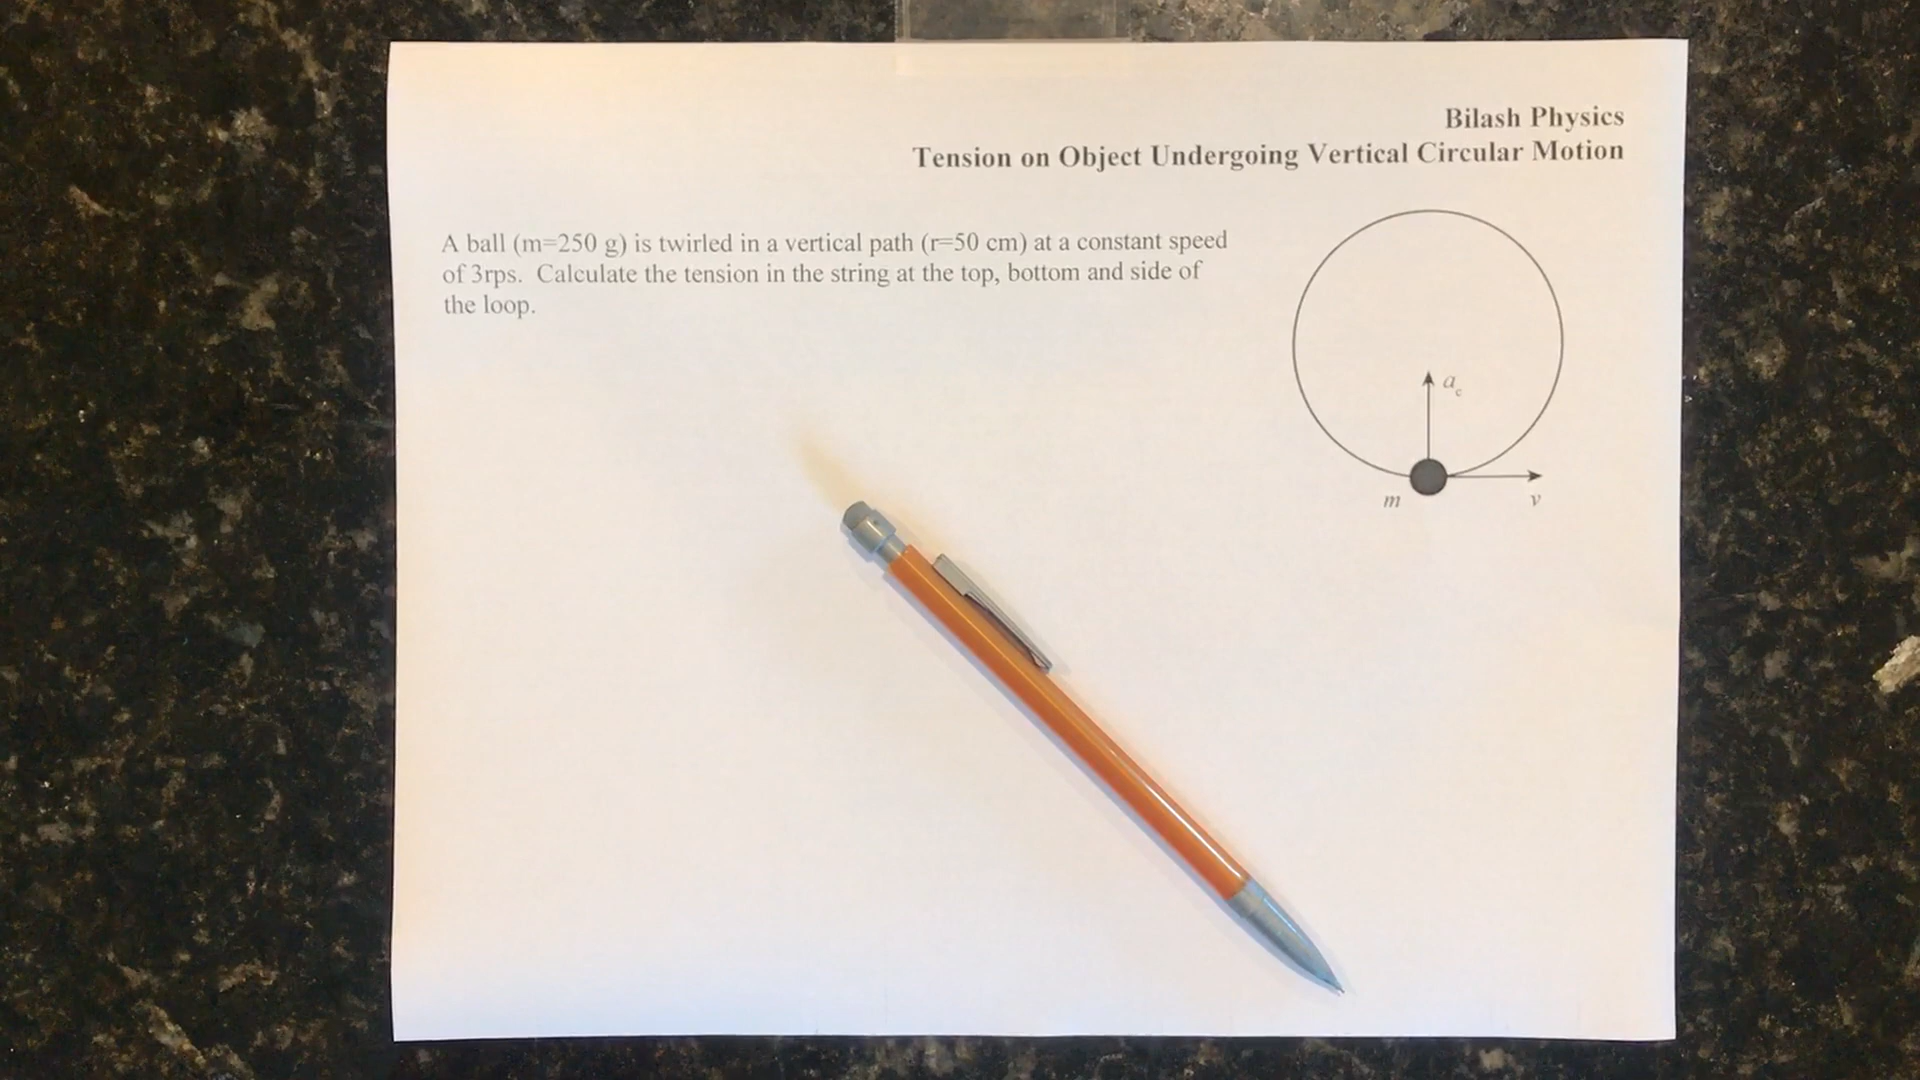 Bilash Physics
Tension on Object Undergoing Vertical Circular Motion
A ball (m=250 g) is twirled in a vertical path (r=50 cm) at a constant speed
of 3rps.  Calculate the tension in the string at the top, bottom and side of
the loop.
a_c
m
v